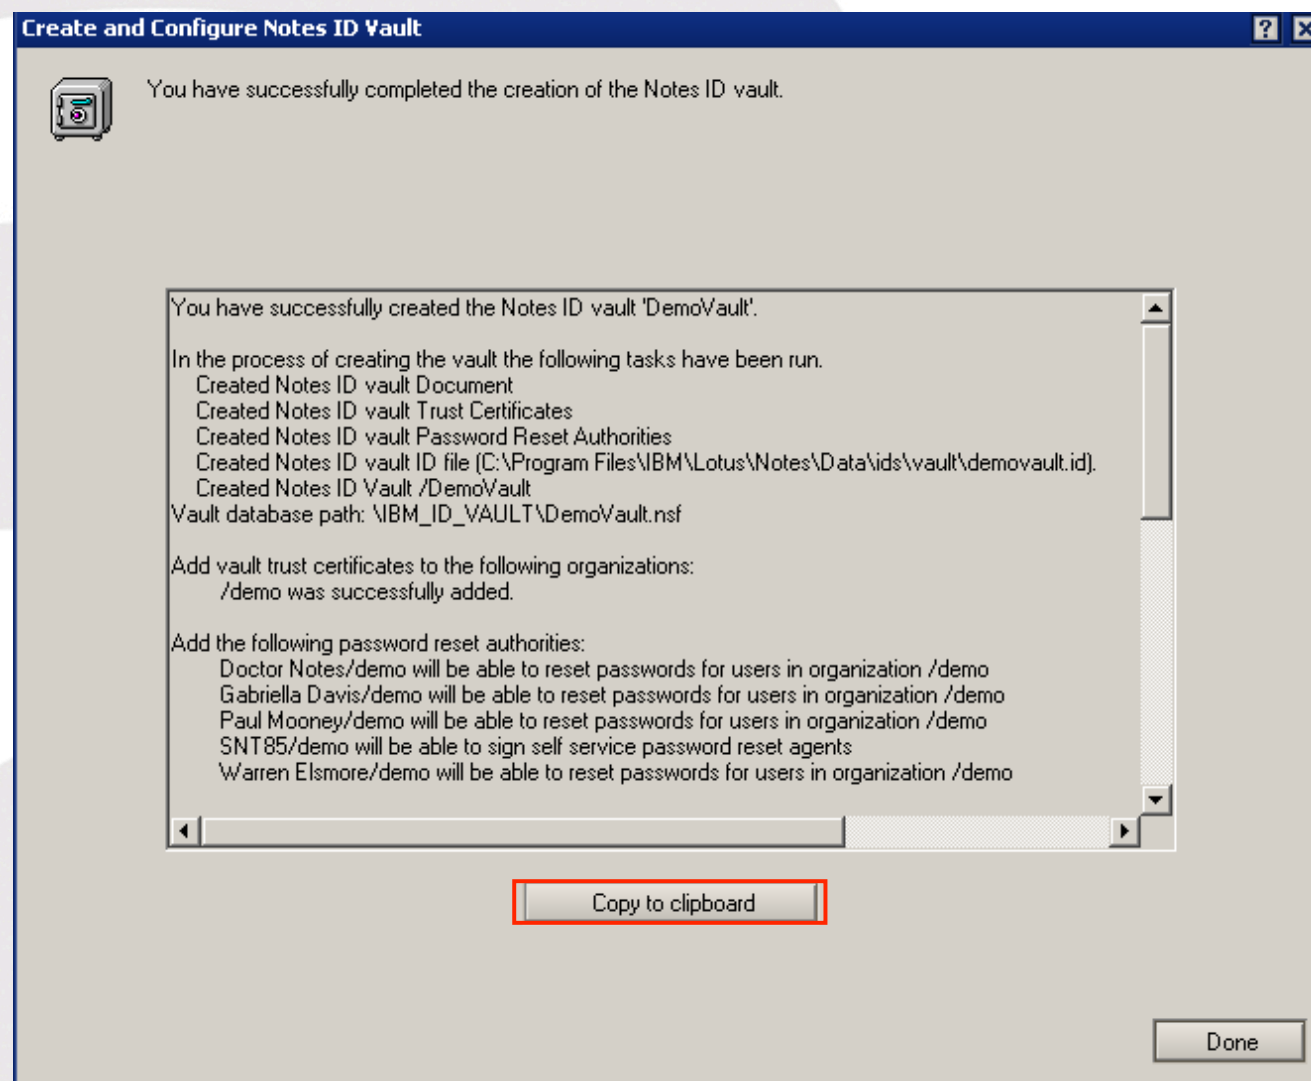 Create and Configure Notes ID Vault
You have successfully completed the creation of the Notes ID vault.
You have successfully created the Notes ID vault 'DemoVault'.
In the process of creating the vault the following tasks have been run.
Created Notes ID vault Document
Created Notes ID vault Trust Certificates
Created Notes ID vault Password Reset Authorities
Created Notes ID vault ID file (C:\Program Files\IBM\Lotus\Notes\Data\ids\vault\demovault.id).
Created Notes ID Vault /DemoVault
Vault database path: \IBM_ID_VAULT\DemoVault.nsf
Add vault trust certificates to the following organizations:
/demo was successfully added.
Add the following password reset authorities:
Doctor Notes/demo will be able to reset passwords for users in organization /demo
Gabriella Davis/demo will be able to reset passwords for users in organization /demo
Paul Mooney/demo will be able to reset passwords for users in organization /demo
SNT85/demo will be able to sign self service password reset agents
Warren Elsmore/demo will be able to reset passwords for users in organization /demo
Copy to clipboard
Done